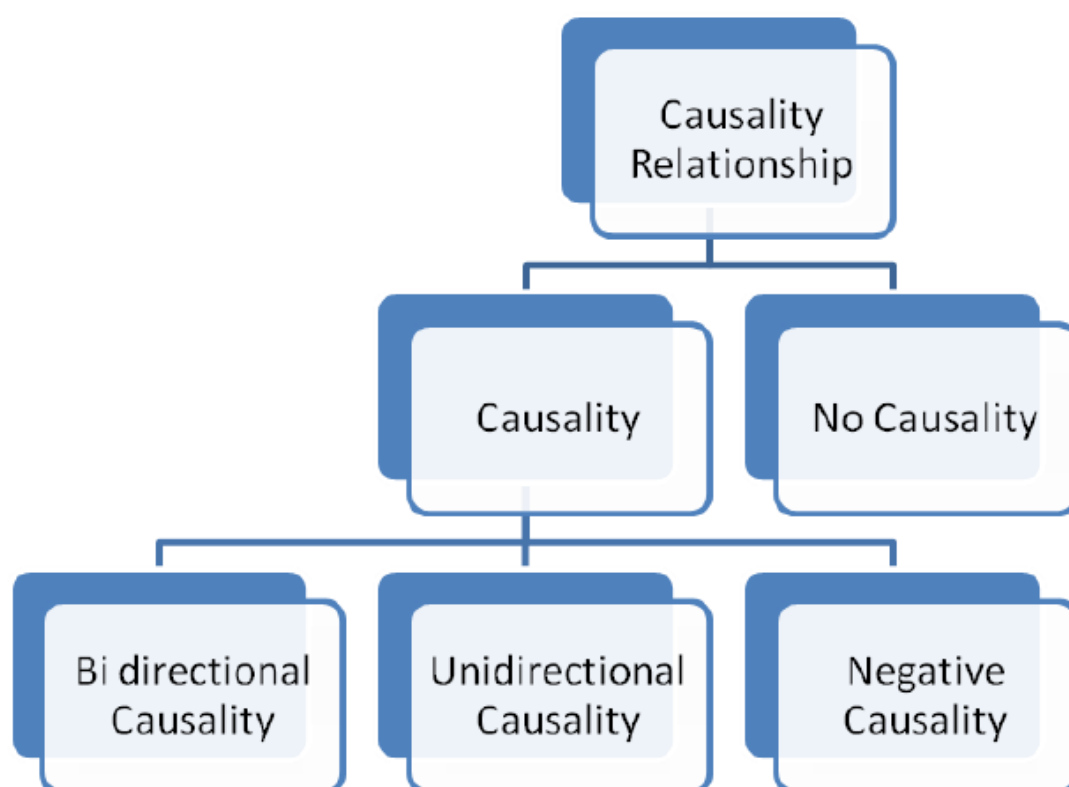 Causality
Relationship
Causality
No Causality
Bi directional
Causality
Unidirectional
Causality
Negative
Causality